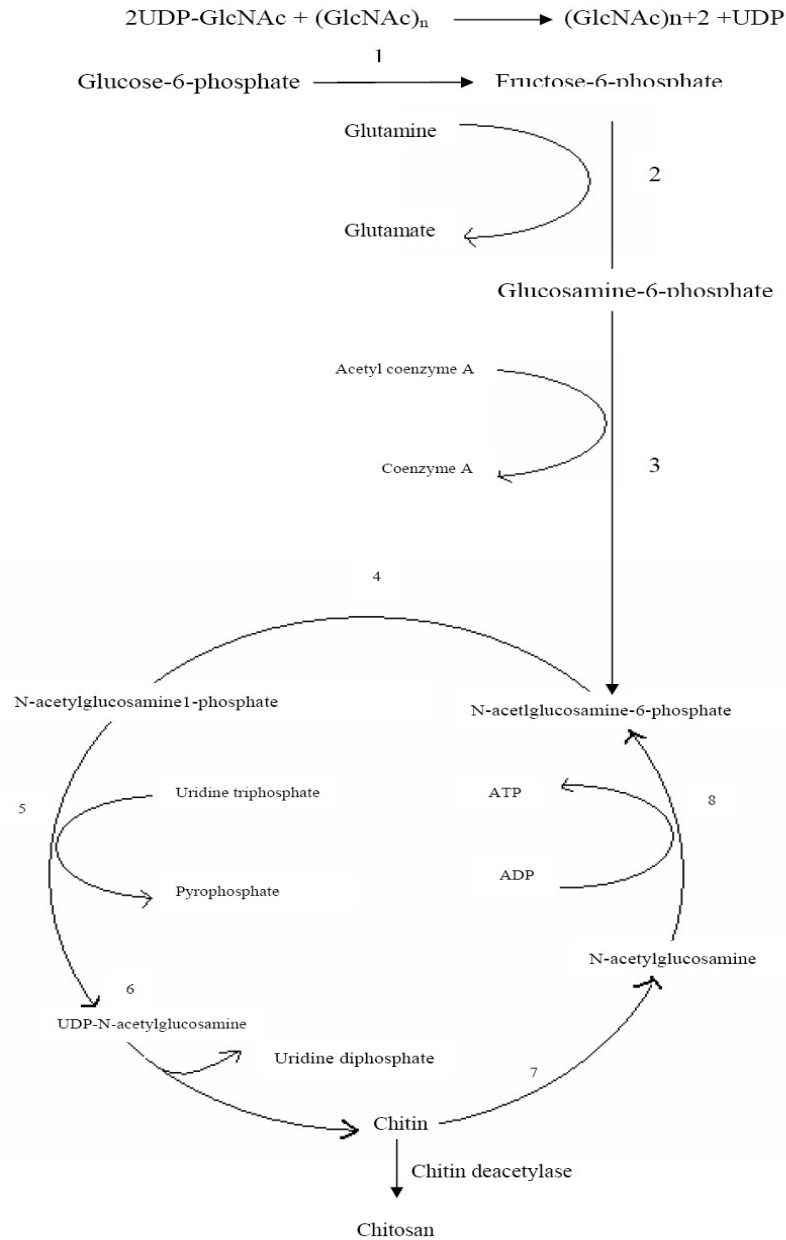 2UDP-GlcNAc + (GlcNAc)n → (GlcNAc)n+2 +UDP
1
Glucose-6-phosphate → Fructose-6-phosphate
Glutamine
2
Glutamate
Glucosamine-6-phosphate
Acetyl coenzyme A
Coenzyme A
3
4
N-acetylglucosamine1-phosphate
N-acetlglucosamine-6-phosphate
5
Uridine triphosphate
ATP
8
Pyrophosphate
ADP
N-acetylglucosamine
6
UDP-N-acetylglucosamine
Uridine diphosphate
7
Chitin
Chitin deacetylase
Chitosan